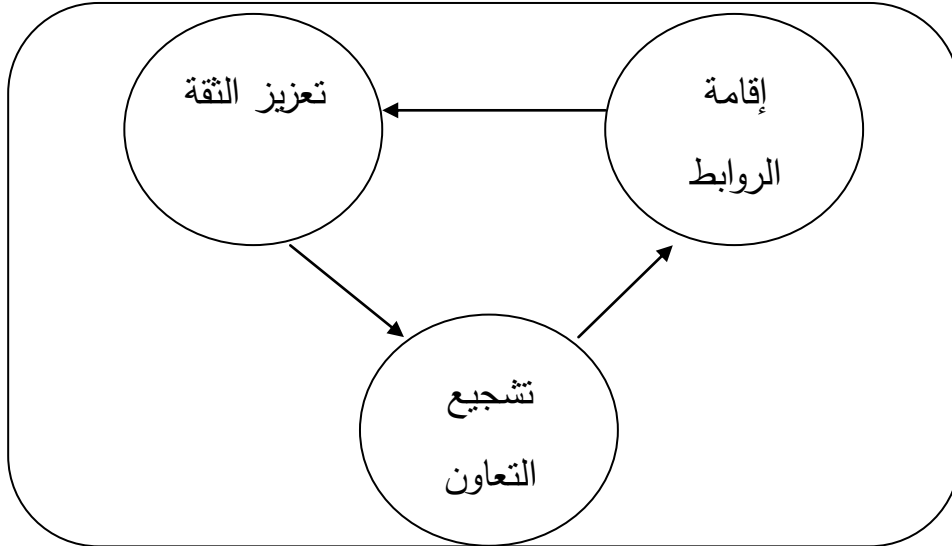 إقامة
الروابط
تعزيز الثقة
تشجيع
التعاون